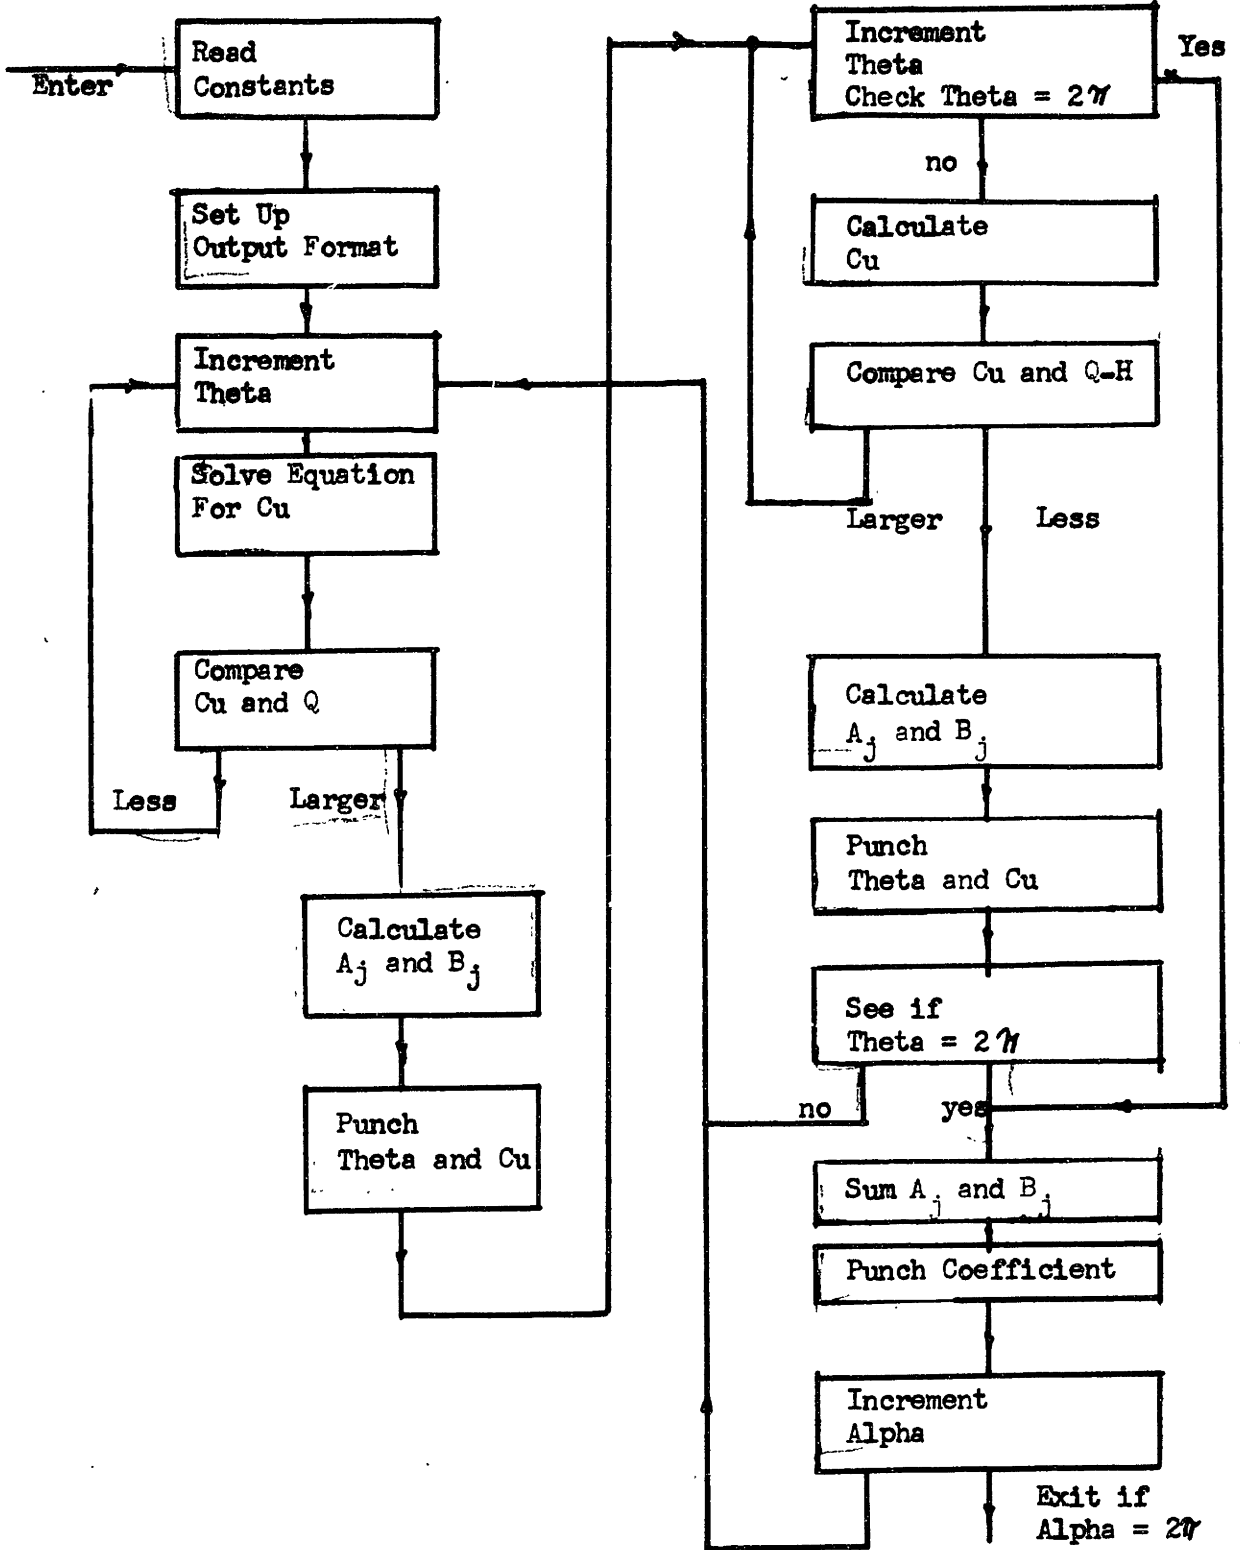 Enter
Read
Constants
Set Up
Output Format
Increment
Theta
Solve Equation
For Cu
Compare
Cu and Q
Less
Larger
Calculate
Aj and Bj
Punch
Theta and Cu
Increment
Theta
Check Theta = 2π
Yes
no
Calculate
Cu
Compare Cu and Q-H
Larger
Less
Calculate
Aj and Bj
Punch
Theta and Cu
See if
Theta = 2π
no
yes
Sum Aj and Bj
Punch Coefficient
Increment
Alpha
Exit if
Alpha = 2π